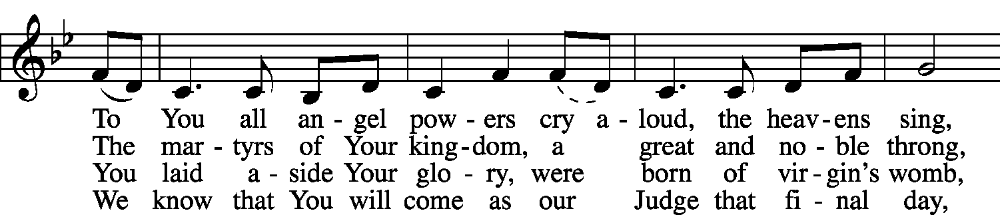 To You all an - gel pow - ers cry a - loud, the heav - ens sing,
The mar - tyrs of Your king - dom, a great and no - ble throng,
You laid a - side Your glo - ry, were born of vir - gin's womb,
We know that You will come as our Judge that fi - nal day,